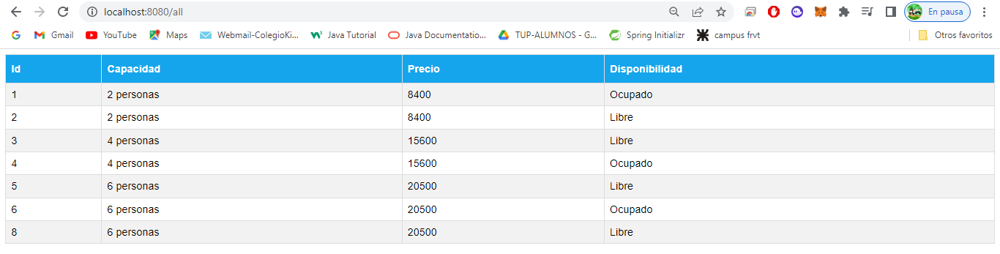 localhost:8080/all
En pausa
Gmail YouTube Maps Webmail-ColegioKi... Java Tutorial Java Documentatio... TUP-ALUMNOS - G... Spring Initializr campus frvt Otros favoritos
Id Capacidad Precio Disponibilidad
1 2 personas 8400 Ocupado
2 2 personas 8400 Libre
3 4 personas 15600 Libre
4 4 personas 15600 Ocupado
5 6 personas 20500 Libre
6 6 personas 20500 Ocupado
8 6 personas 20500 Libre